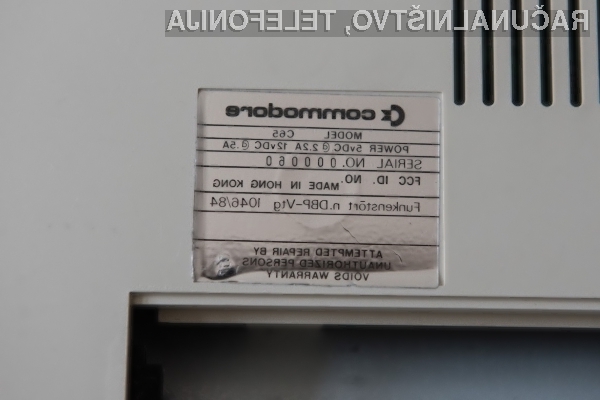 RAČUNALNIŠTVO, TELEFONIJA
commodore
MODEL C65
POWER 5VDC @ 2.2A 12VDC @ .5A
SERIAL NO. 000060
FCC ID. NO.
MADE IN HONG KONG
Funkenstört n.DBP-Vtg 1046/84
ATTEMPTED REPAIR BY
UNAUTHORIZED PERSONS
VOIDS WARRANTY